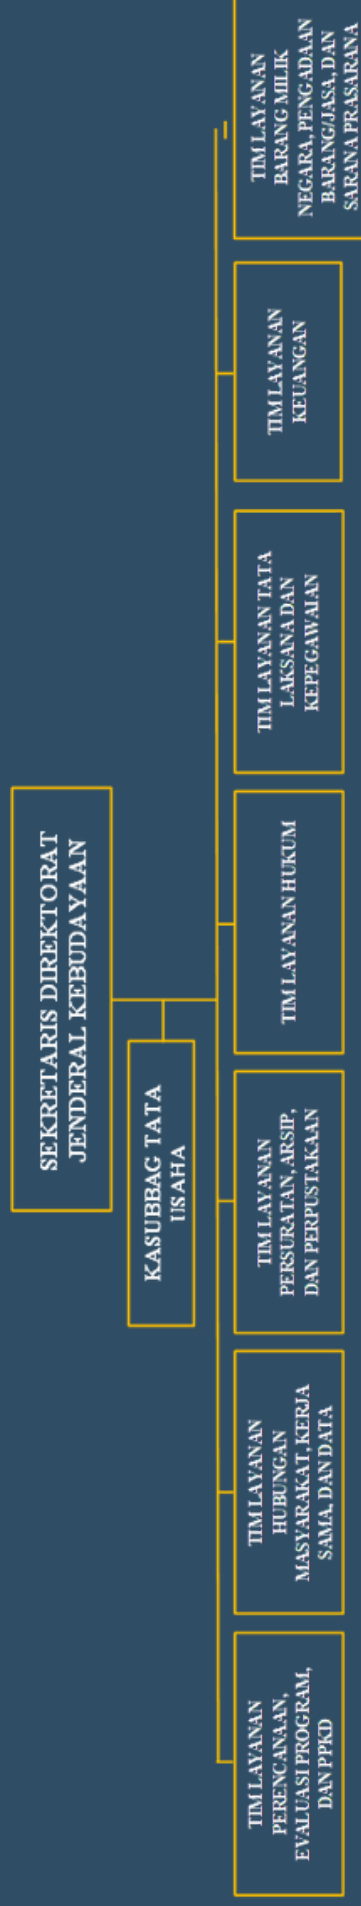 SEKRETARIS DIREKTORAT
JENDERAL KEBUDAYAAN
KASUBBAG TATA
USAHA
TIM LAYANAN
PERENCANAAN,
EVALUASI PROGRAM,
DAN PPKD
TIM LAYANAN
HUBUNGAN
MASYARAKAT, KERJA
SAMA, DAN DATA
TIM LAYANAN
PERSURATAN, ARSIP,
DAN PERPUSTAKAAN
TIM LAYANAN HUKUM
TIM LAYANAN TATA
LAKSANA DAN
KEPEGAWAIAN
TIM LAYANAN
KEUANGAN
TIM LAYANAN
BARANG MILIK
NEGARA, PENGADAAN
BARANG/JASA, DAN
SARANA PRASARANA